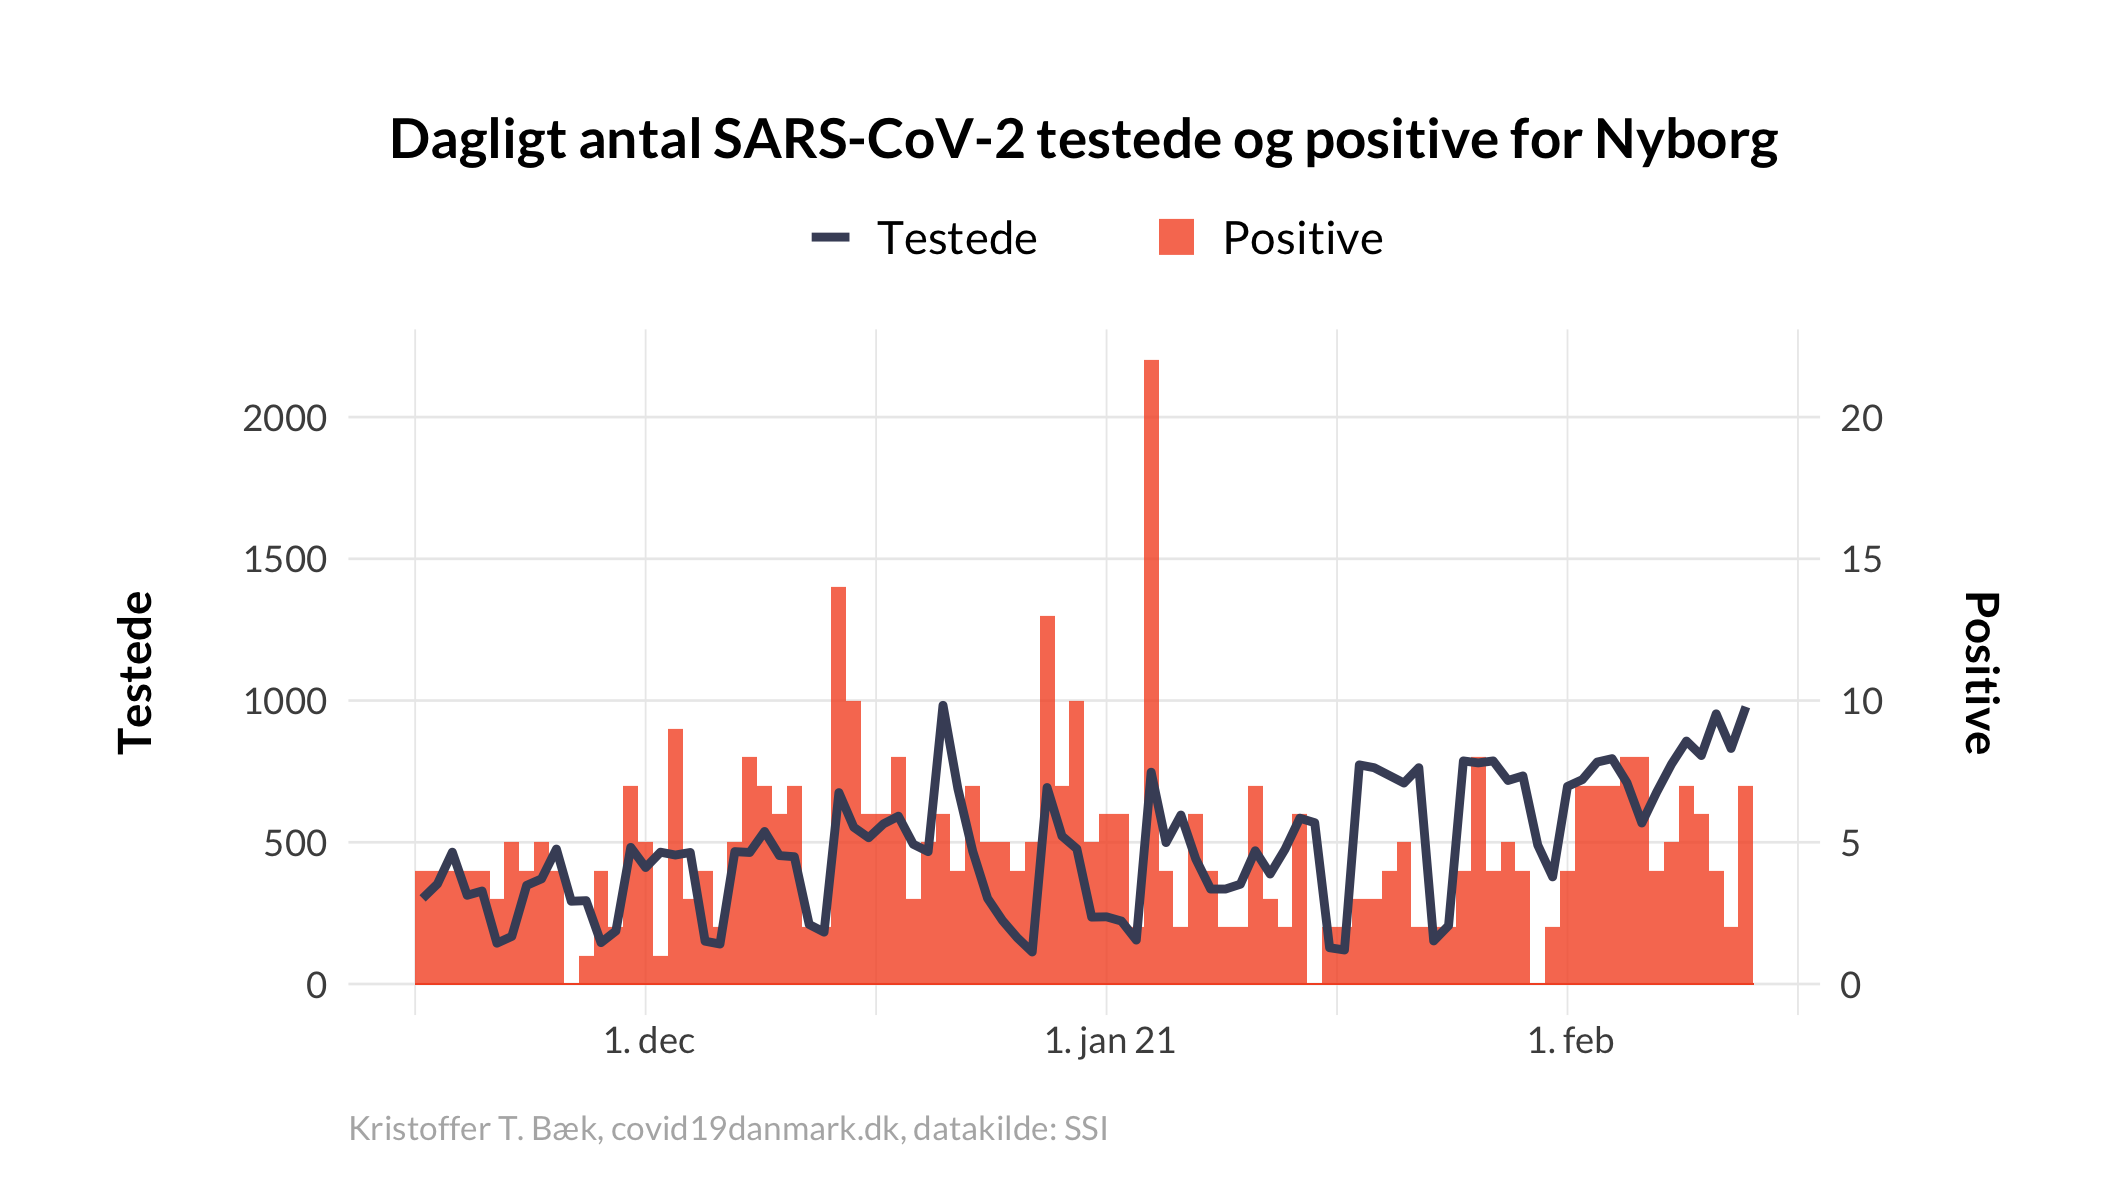 Dagligt antal SARS-CoV-2 testede og positive for Nyborg
Testede
Positive
2000
1500
1000
500
0
Testede
20
15
10
5
0
Positive
1. dec
1. jan 21
1. feb
Kristoffer T. Bæk, covid19danmark.dk, datakilde: SSI